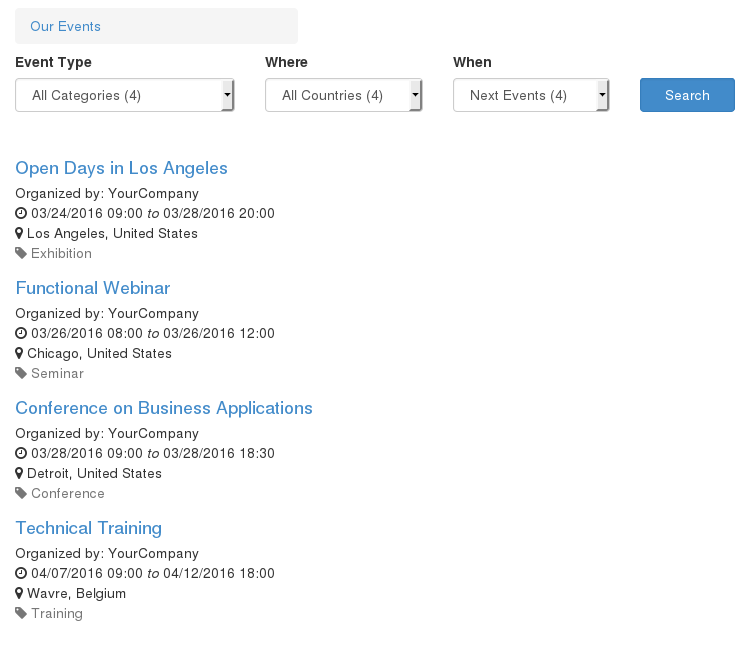 Our Events
Event Type Where When
All Categories (4) All Countries (4) Next Events (4) Search
Open Days in Los Angeles
Organized by: YourCompany
03/24/2016 09:00 to 03/28/2016 20:00
Los Angeles, United States
Exhibition
Functional Webinar
Organized by: YourCompany
03/26/2016 08:00 to 03/26/2016 12:00
Chicago, United States
Seminar
Conference on Business Applications
Organized by: YourCompany
03/28/2016 09:00 to 03/28/2016 18:30
Detroit, United States
Conference
Technical Training
Organized by: YourCompany
04/07/2016 09:00 to 04/12/2016 18:00
Wavre, Belgium
Training